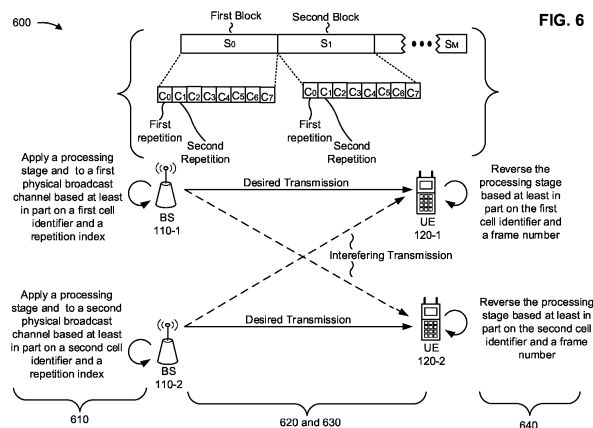 600
FIG. 6
First Block
Second Block
S0
S1
SM
C0 C1 C2 C3 C4 C5 C6 C7
C0 C1 C2 C3 C4 C5 C6 C7
First
repetition
Second
Repetition
First
repetition
Second
Repetition
Apply a processing
stage and to a first
physical broadcast
channel based at least
in part on a first cell
identifier and a
repetition index
BS
110-1
Desired Transmission
UE
120-1
Reverse the
processing stage
based at least in
part on the first
cell identifier and
a frame number
Interefering Transmission
Apply a processing
stage and to a second
physical broadcast
channel based at least
in part on a second cell
identifier and a
repetition index
BS
110-2
Desired Transmission
UE
120-2
Reverse the processing
stage based at least in
part on the second cell
identifier and a frame
number
610
620 and 630
640